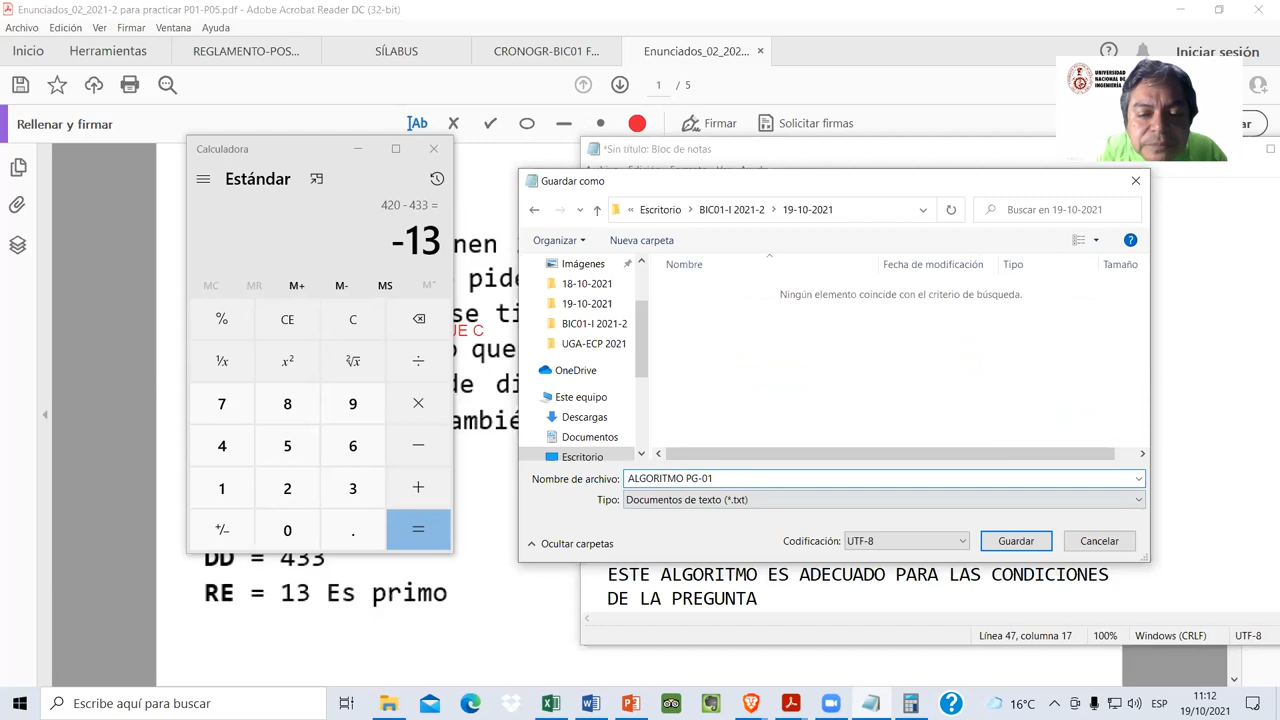 Enunciados_02_2021-2 para practicar P01-P05.pdf - Adobe Acrobat Reader DC (32-bit)
Archivo Edición Ver Firmar Ventana Ayuda
Inicio Herramientas REGLAMENTO-POS... SÍLABUS CRONOGR-BIC01 F... Enunciados_02_202... × Iniciar sesión
UNIVERSIDAD NACIONAL DE INGENIERÍA
1 / 5
Rellenar y firmar IAb Firmar Solicitar firmas
Calculadora
Estándar
420 - 433 =
-13
MC MR M+ M- MS M˅
% CE C
¹/x x² ²√x ÷
7 8 9 ×
4 5 6 −
1 2 3 +
+/- 0 . =
nen
pide
se ti
UE C
o que
de di
ambié
DD = 433
RE = 13 Es primo
*Sin título: Bloc de notas
Guardar como
« Escritorio > BIC01-I 2021-2 > 19-10-2021
Buscar en 19-10-2021
Organizar Nueva carpeta
Nombre Fecha de modificación Tipo Tamaño
Ningún elemento coincide con el criterio de búsqueda.
Imágenes
18-10-2021
19-10-2021
BIC01-I 2021-2
UGA-ECP 2021
OneDrive
Este equipo
Descargas
Documentos
Escritorio
Nombre de archivo: ALGORITMO PG-01
Tipo: Documentos de texto (*.txt)
Ocultar carpetas Codificación: UTF-8 Guardar Cancelar
ESTE ALGORITMO ES ADECUADO PARA LAS CONDICIONES
DE LA PREGUNTA
Línea 47, columna 17 100% Windows (CRLF) UTF-8
Escribe aquí para buscar
16°C ESP
11:12
19/10/2021